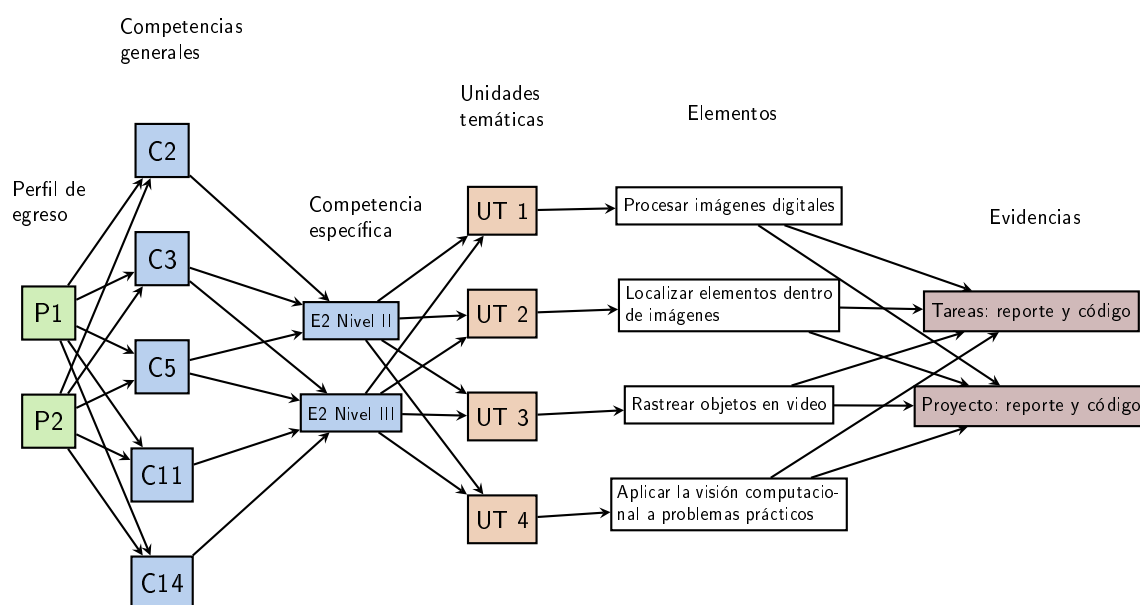 Competencias
generales
C2
C3
C5
C11
C14
Perfil de
egreso
P1
P2
Competencia
específica
E2 Nivel II
E2 Nivel III
Unidades
temáticas
UT 1
UT 2
UT 3
UT 4
Elementos
Procesar imágenes digitales
Localizar elementos dentro
de imágenes
Rastrear objetos en video
Aplicar la visión computacio-
nal a problemas prácticos
Evidencias
Tareas: reporte y código
Proyecto: reporte y código